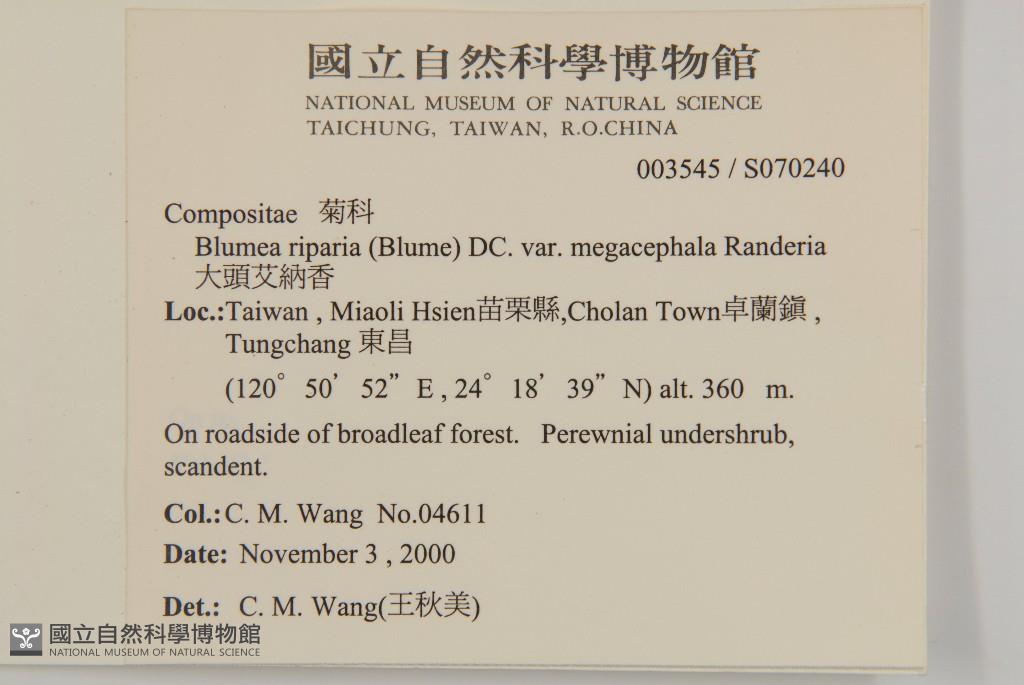 國立自然科學博物館
NATIONAL MUSEUM OF NATURAL SCIENCE
TAICHUNG, TAIWAN, R.O.CHINA
003545 / S070240
Compositae 菊科
Blumea riparia (Blume) DC. var. megacephala Randeria
大頭艾納香
Loc.:Taiwan , Miaoli Hsien苗栗縣,Cholan Town卓蘭鎮 ,
Tungchang 東昌
(120° 50’ 52” E , 24° 18’ 39” N) alt. 360 m.
On roadside of broadleaf forest. Perewnial undershrub,
scandent.
Col.: C. M. Wang No.04611
Date: November 3 , 2000
Det.: C. M. Wang(王秋美)
國立自然科學博物館
NATIONAL MUSEUM OF NATURAL SCIENCE